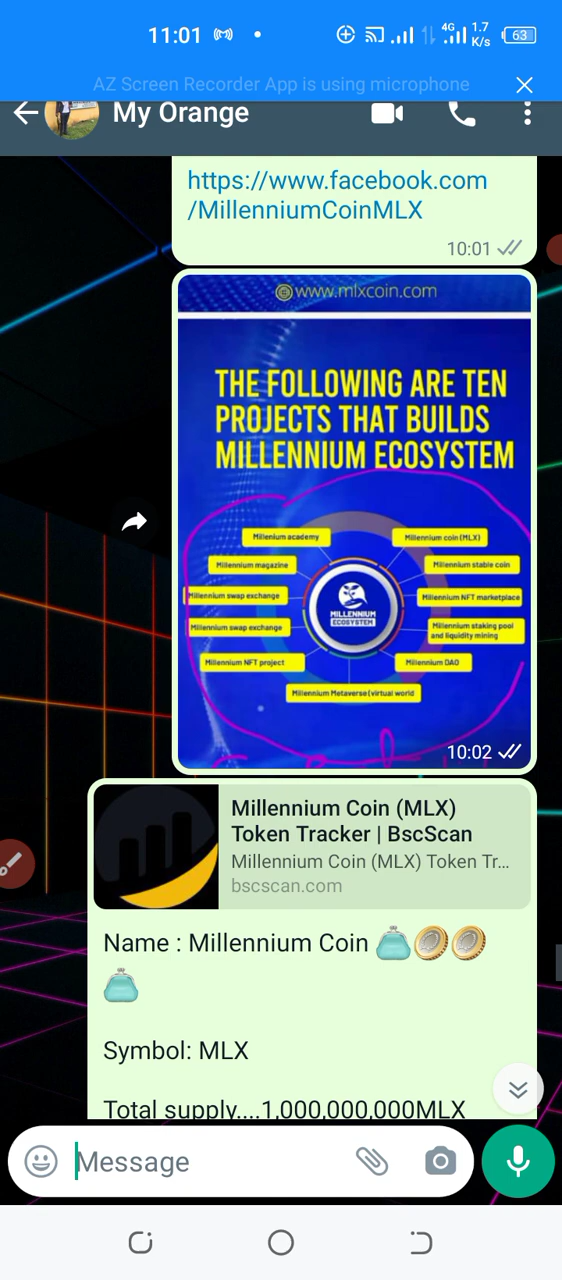 11:01
4G 1.7 K/s 63
AZ Screen Recorder App is using microphone
My Orange
https://www.facebook.com
/MillenniumCoinMLX
10:01
www.mlxcoin.com
THE FOLLOWING ARE TEN
PROJECTS THAT BUILDS
MILLENNIUM ECOSYSTEM
Millenium academy
Millennium coin (MLX)
Millennium magazine
Millennium stable coin
Millennium swap exchange
Millennium NFT marketplace
Millennium swap exchange
Millennium staking pool
and liquidity mining
MILLENNIUM
ECOSYSTEM
Millennium NFT project
Millennium DAO
Millennium Metaverse(virtual world
10:02
Millennium Coin (MLX)
Token Tracker | BscScan
Millennium Coin (MLX) Token Tr...
bscscan.com
Name : Millennium Coin
Symbol: MLX
Total supply....1,000,000,000MLX
Message